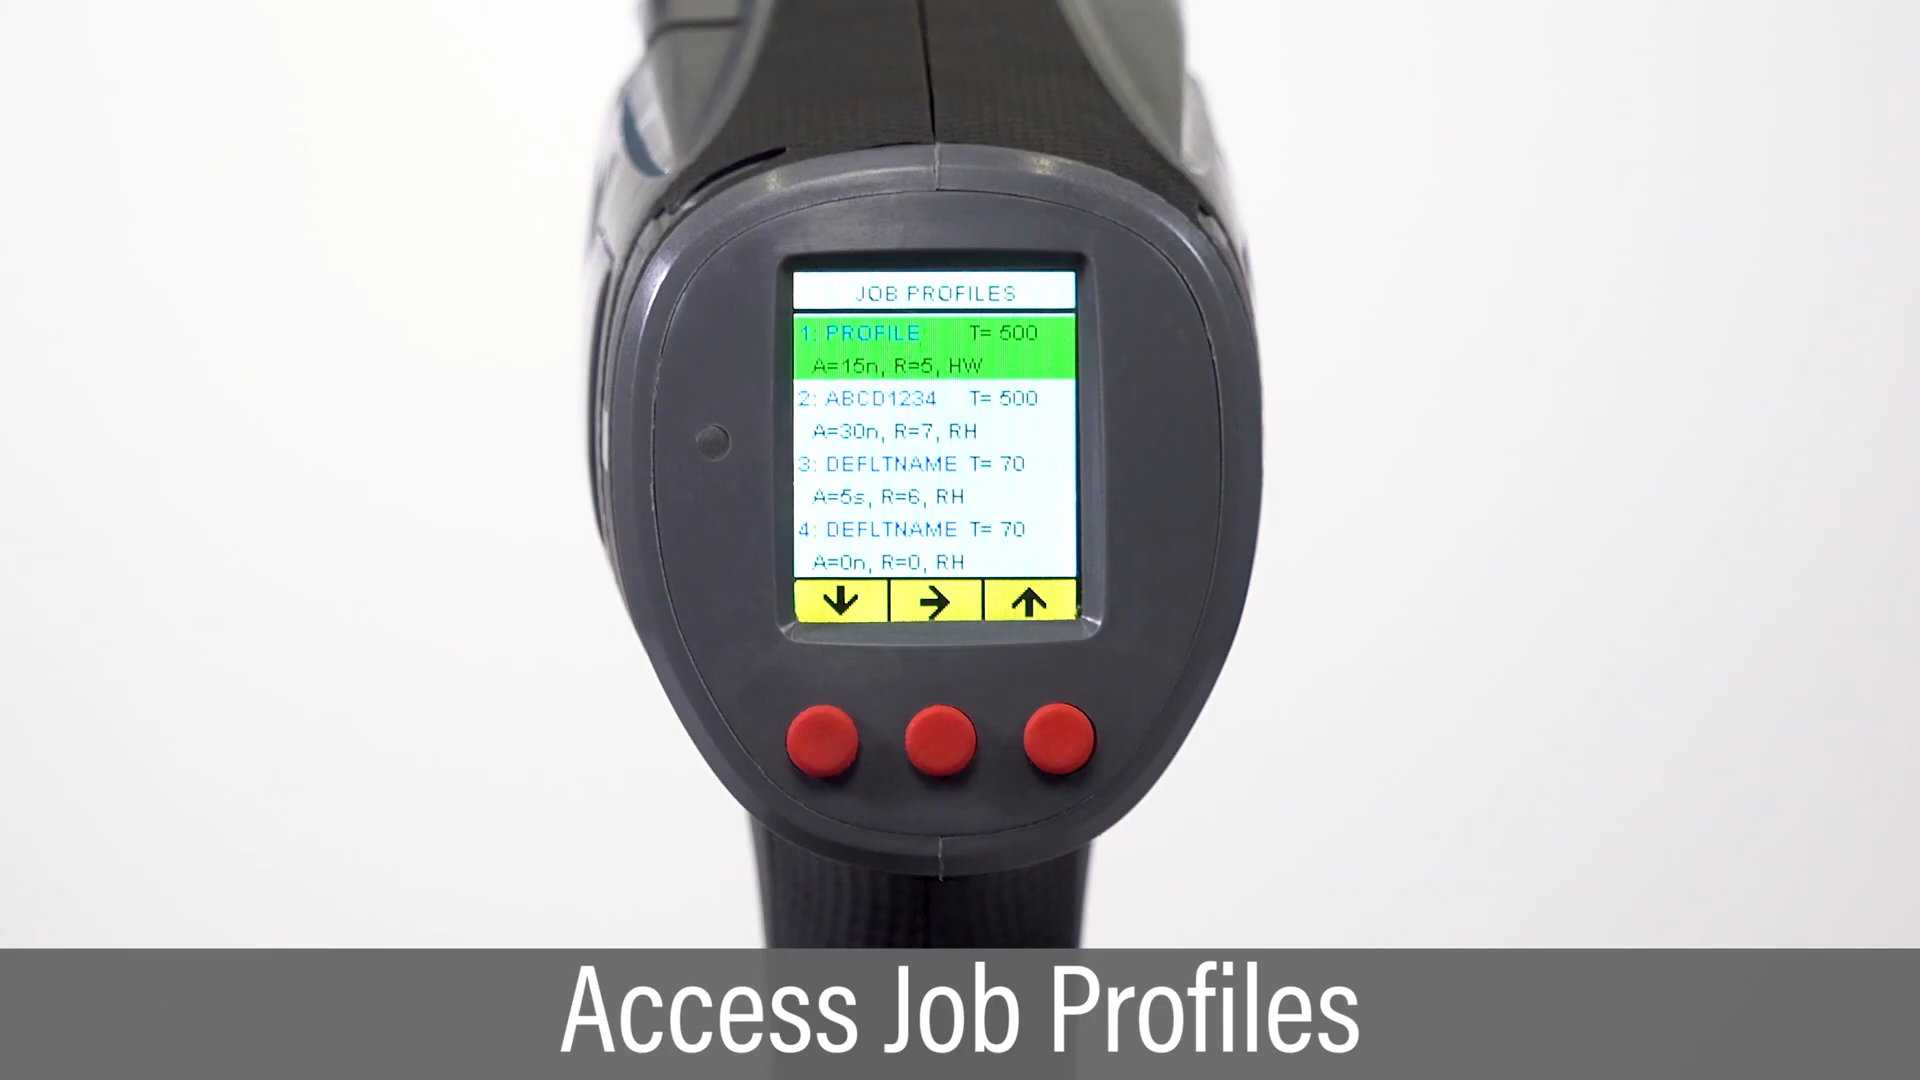 JOB PROFILES
1: PROFILE T= 500
A=15n, R=5, HW
2: ABCD1234 T= 500
A=30n, R=7, RH
3: DEFLTNAME T= 70
A=5s, R=6, RH
4: DEFLTNAME T= 70
A=0n, R=0, RH
Access Job Profiles